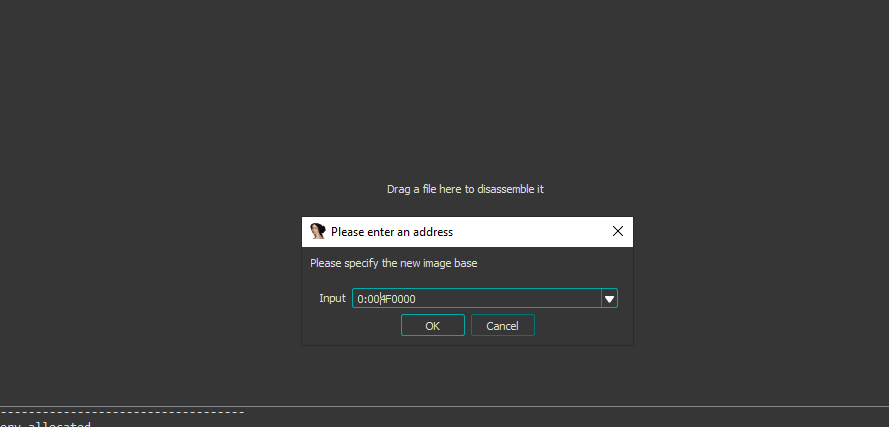 Drag a file here to disassemble it
Please enter an address
Please specify the new image base
Input 0:004F0000
OK Cancel
-----------------------------------
allocated